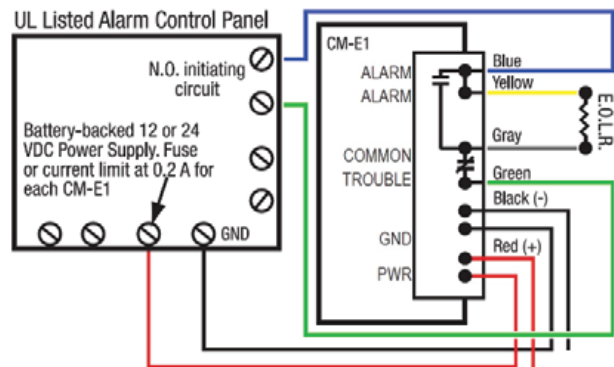 UL Listed Alarm Control Panel
N.O. initiating
circuit
Battery-backed 12 or 24
VDC Power Supply. Fuse
or current limit at 0.2 A for
each CM-E1
GND
CM-E1
ALARM
ALARM
COMMON
TROUBLE
GND
PWR
Blue
Yellow
Gray
Green
Black (-)
Red (+)
E.O.L.R.